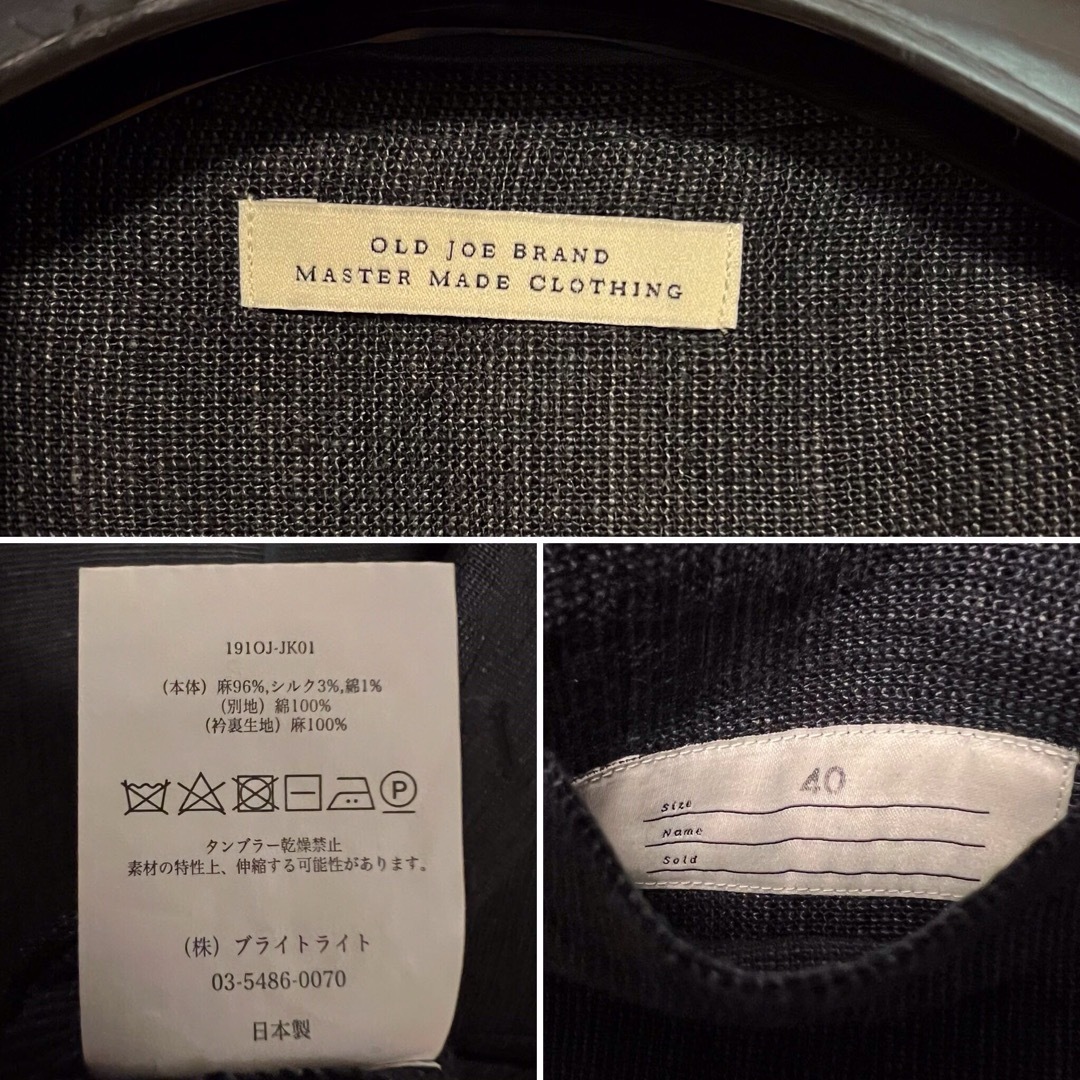 OLD JOE BRAND
MASTER MADE CLOTHING
191OJ-JK01
（本体）麻96%,シルク3%,綿1%
（別地）綿100%
（衿裏生地）麻100%
タンブラー乾燥禁止
素材の特性上、伸縮する可能性があります。
（株）ブライトライト
03-5486-0070
日本製
40
Size
Name
Sold